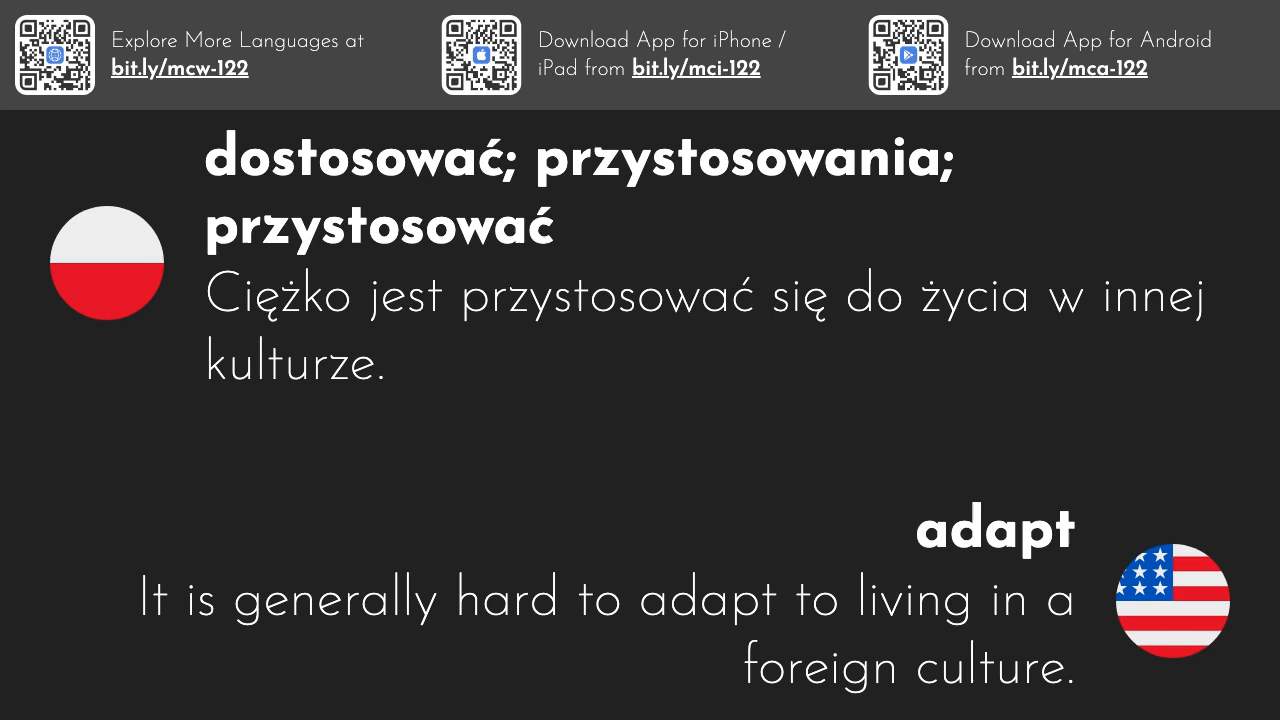 Explore More Languages at
bit.ly/mcw-122
Download App for iPhone /
iPad from bit.ly/mci-122
Download App for Android
from bit.ly/mca-122
dostosować; przystosowania;
przystosować
Ciężko jest przystosować się do życia w innej
kulturze.
adapt
It is generally hard to adapt to living in a
foreign culture.